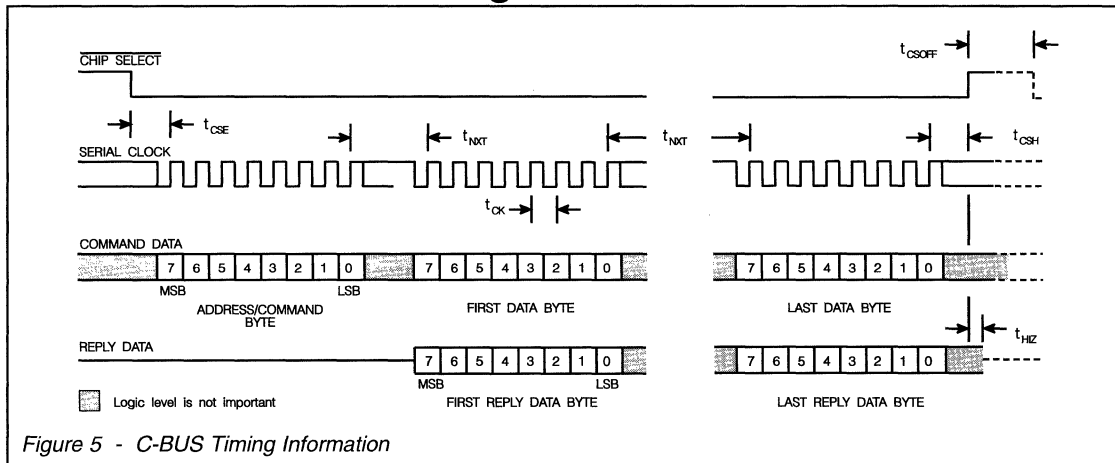 CHIP SELECT
tCSOFF
tCSE
tNXT
tNXT
tCSH
SERIAL CLOCK
tCK
COMMAND DATA
7 6 5 4 3 2 1 0
7 6 5 4 3 2 1 0
7 6 5 4 3 2 1 0
MSB
LSB
ADDRESS/COMMAND
BYTE
FIRST DATA BYTE
LAST DATA BYTE
tHIZ
REPLY DATA
7 6 5 4 3 2 1 0
7 6 5 4 3 2 1 0
MSB
LSB
Logic level is not important
FIRST REPLY DATA BYTE
LAST REPLY DATA BYTE
Figure 5 - C-BUS Timing Information